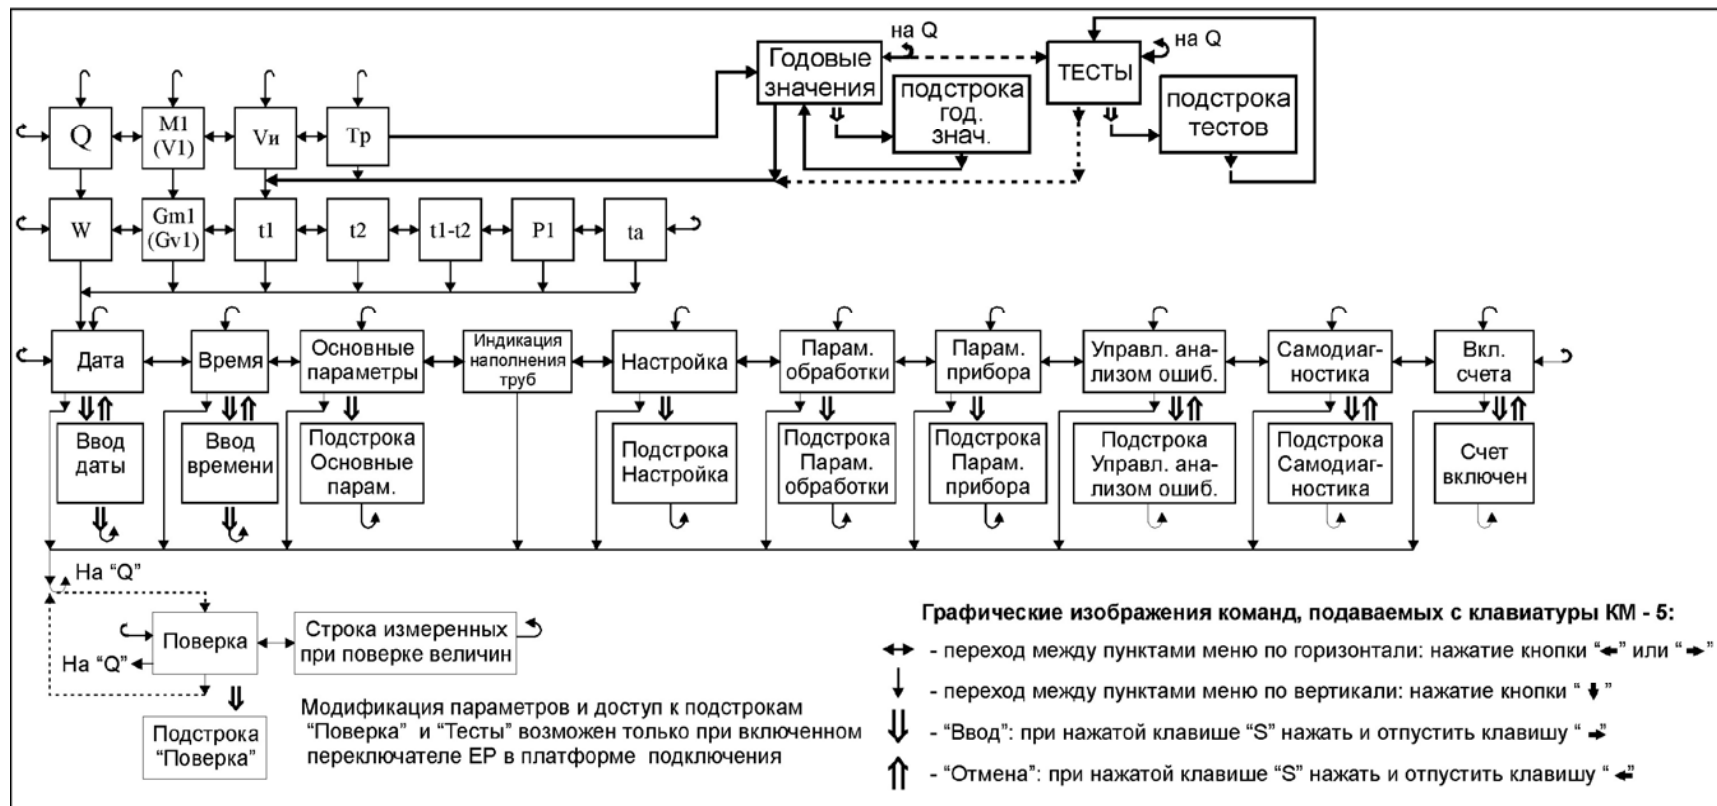 на Q
на Q
Годовые
значения
ТЕСТЫ
подстрока
год.
знач.
подстрока
тестов
Q
M1
(V1)
Vи
Тр
W
Gm1
(Gv1)
t1
t2
t1-t2
P1
ta
Дата
Время
Основные
параметры
Индикация
наполнения
труб
Настройка
Парам.
обработки
Парам.
прибора
Управл. ана-
лизом ошиб.
Самодиаг-
ностика
Вкл.
счета
Ввод
даты
Ввод
времени
Подстрока
Основные
парам.
Подстрока
Настройка
Подстрока
Парам.
обработки
Подстрока
Парам.
прибора
Подстрока
Управл. ана-
лизом ошиб.
Подстрока
Самодиаг-
ностика
Счет
включен
На “Q”
Поверка
Строка измеренных
при поверке величин
На “Q”
Подстрока
“Поверка”
Модификация параметров и доступ к подстрокам
“Поверка” и “Тесты” возможен только при включенном
переключателе ЕР в платформе подключения
Графические изображения команд, подаваемых с клавиатуры КМ - 5:
↔ - переход между пунктами меню по горизонтали: нажатие кнопки “←” или “→”
↓ - переход между пунктами меню по вертикали: нажатие кнопки “ ↓ ”
⇓ - “Ввод”: при нажатой клавише “S” нажать и отпустить клавишу “ →
⇑ - “Отмена”: при нажатой клавише “S” нажать и отпустить клавишу “ ←